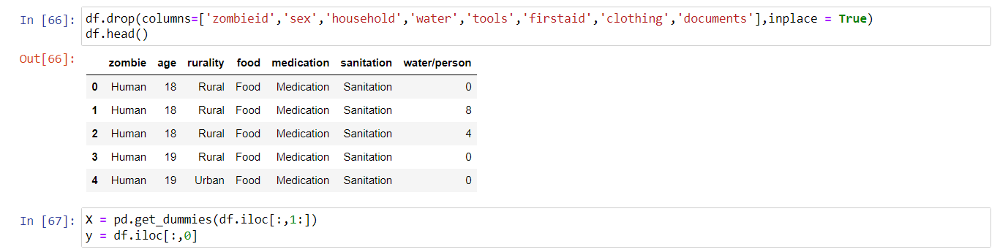 In [66]: df.drop(columns=['zombieid','sex','household','water','tools','firstaid','clothing','documents'],inplace = True)
df.head()
Out[66]:
zombie age rurality food medication sanitation water/person
0 Human 18 Rural Food Medication Sanitation 0
1 Human 18 Rural Food Medication Sanitation 8
2 Human 18 Rural Food Medication Sanitation 4
3 Human 19 Rural Food Medication Sanitation 0
4 Human 19 Urban Food Medication Sanitation 0
In [67]: X = pd.get_dummies(df.iloc[:,1:])
y = df.iloc[:,0]